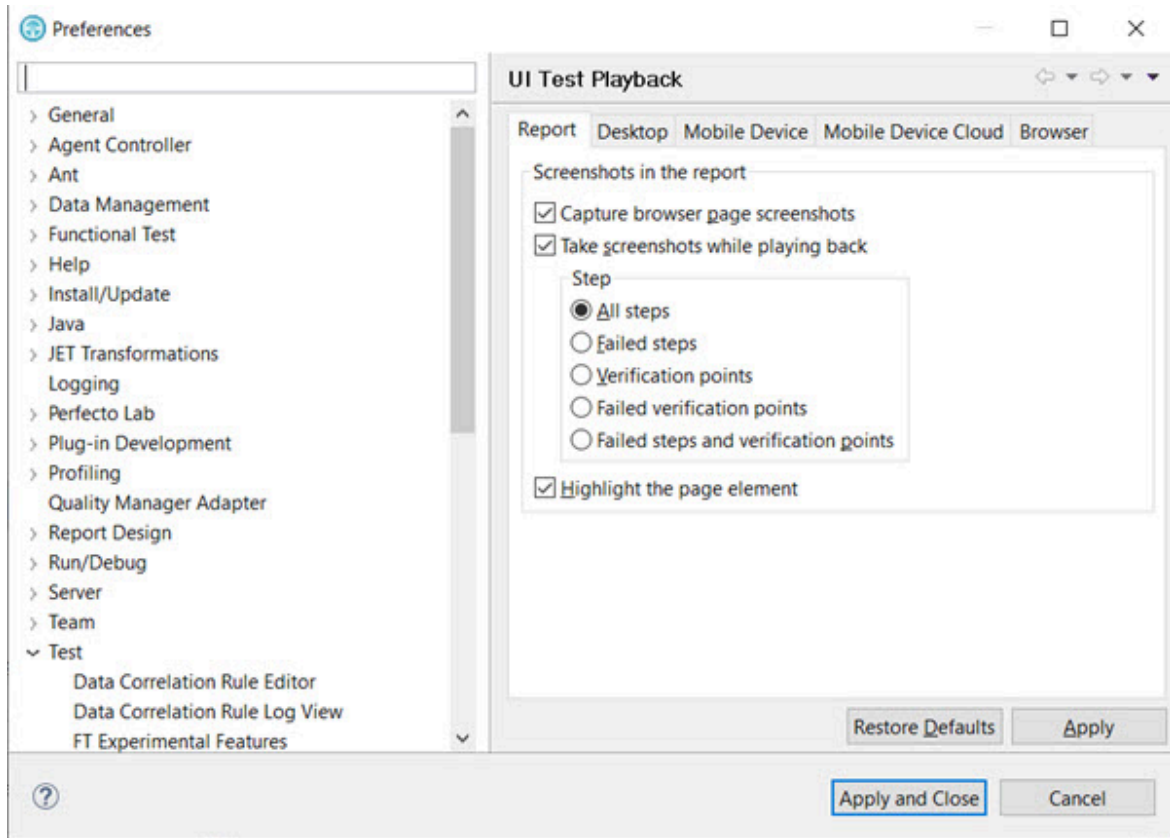 Preferences
General
Agent Controller
Ant
Data Management
Functional Test
Help
Install/Update
Java
JET Transformations
Logging
Perfecto Lab
Plug-in Development
Profiling
Quality Manager Adapter
Report Design
Run/Debug
Server
Team
Test
Data Correlation Rule Editor
Data Correlation Rule Log View
FT Experimental Features
UI Test Playback
Report Desktop Mobile Device Mobile Device Cloud Browser
Screenshots in the report
Capture browser page screenshots
Take screenshots while playing back
Step
All steps
Failed steps
Verification points
Failed verification points
Failed steps and verification points
Highlight the page element
Restore Defaults Apply
? Apply and Close Cancel